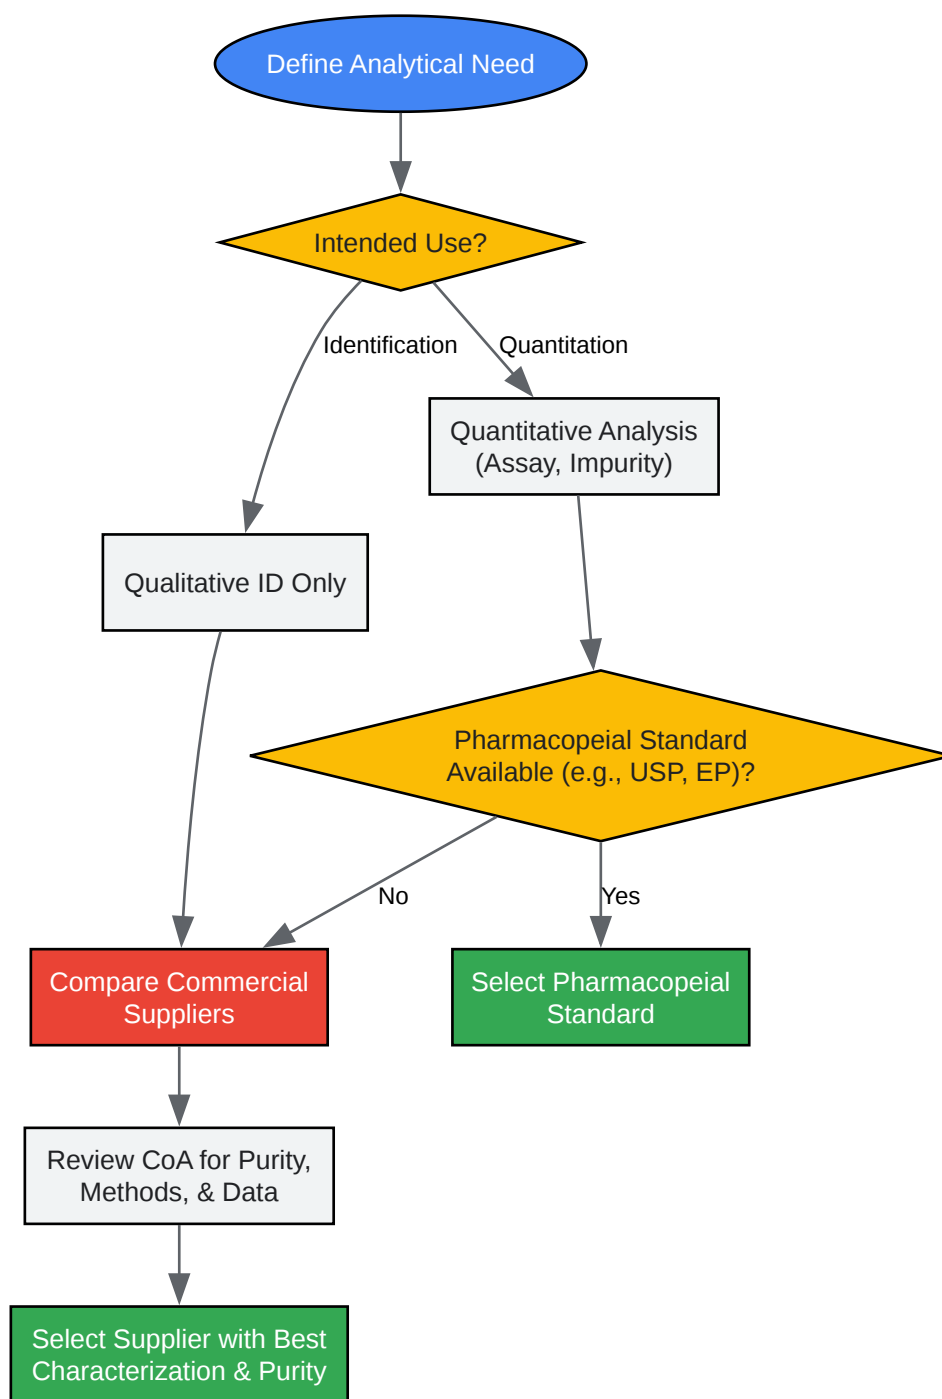 Define Analytical Need
Intended Use?
Identification
Quantitation
Quantitative Analysis
(Assay, Impurity)
Qualitative ID Only
Pharmacopeial Standard
Available (e.g., USP, EP)?
No
Yes
Compare Commercial
Suppliers
Select Pharmacopeial
Standard
Review CoA for Purity,
Methods, & Data
Select Supplier with Best
Characterization & Purity